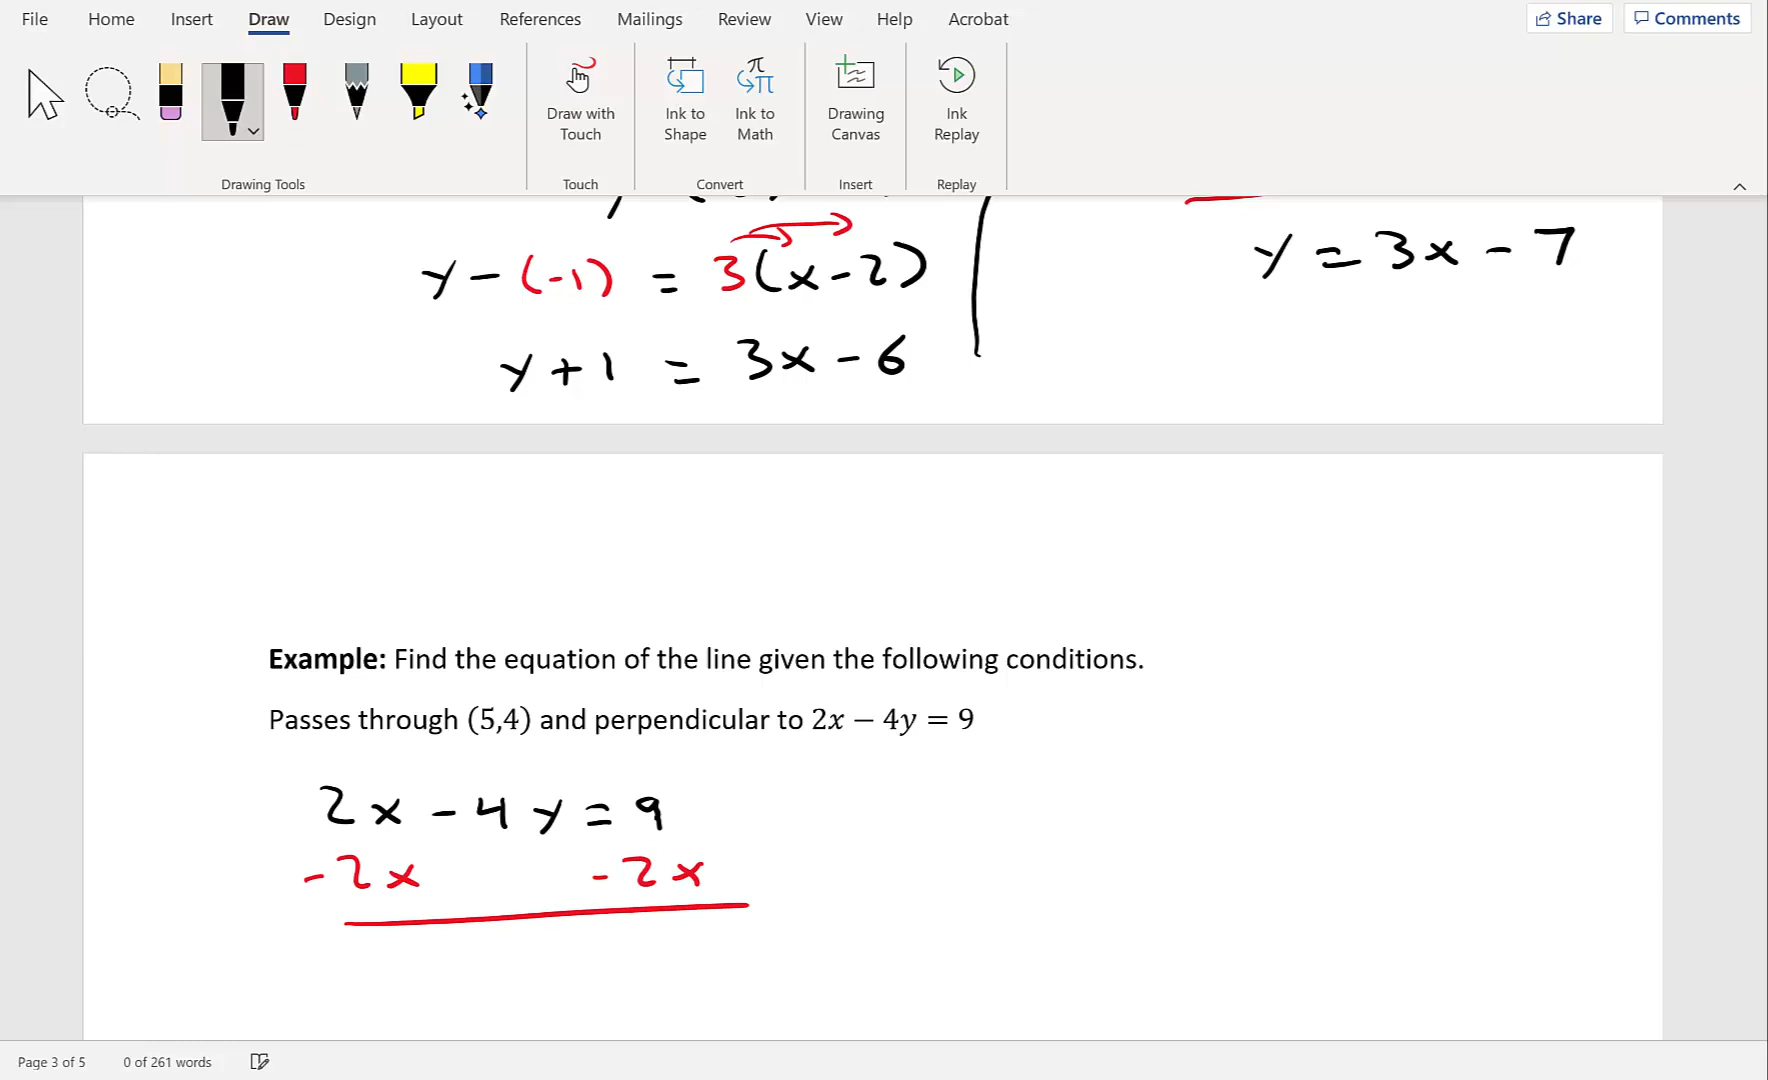 File Home Insert Draw Design Layout References Mailings Review View Help Acrobat Share Comments
Draw with Touch
Ink to Shape
Ink to Math
Drawing Canvas
Ink Replay
Drawing Tools Touch Convert Insert Replay
y - (-1) = 3(x - 2)
y + 1 = 3x - 6
y = 3x - 7
Example: Find the equation of the line given the following conditions.
Passes through (5,4) and perpendicular to 2x − 4y = 9
2x - 4y = 9
-2x -2x
Page 3 of 5 0 of 261 words